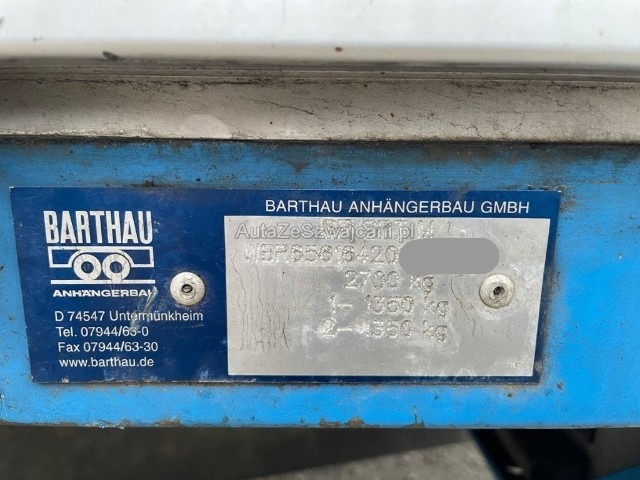 BARTHAU
ANHÄNGERBAU
D 74547 Untermünkheim
Tel. 07944/63-0
Fax 07944/63-30
www.barthau.de
BARTHAU ANHÄNGERBAU GMBH
AutaZeSzwajcarii.pl
2700 kg
1- 1350 kg
2- 1350 kg